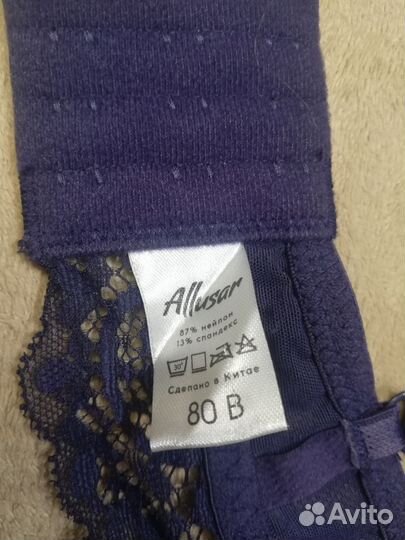 Allusar
87% нейлон
13% спандекс
30°
Сделано в Китае
80 B
Avito